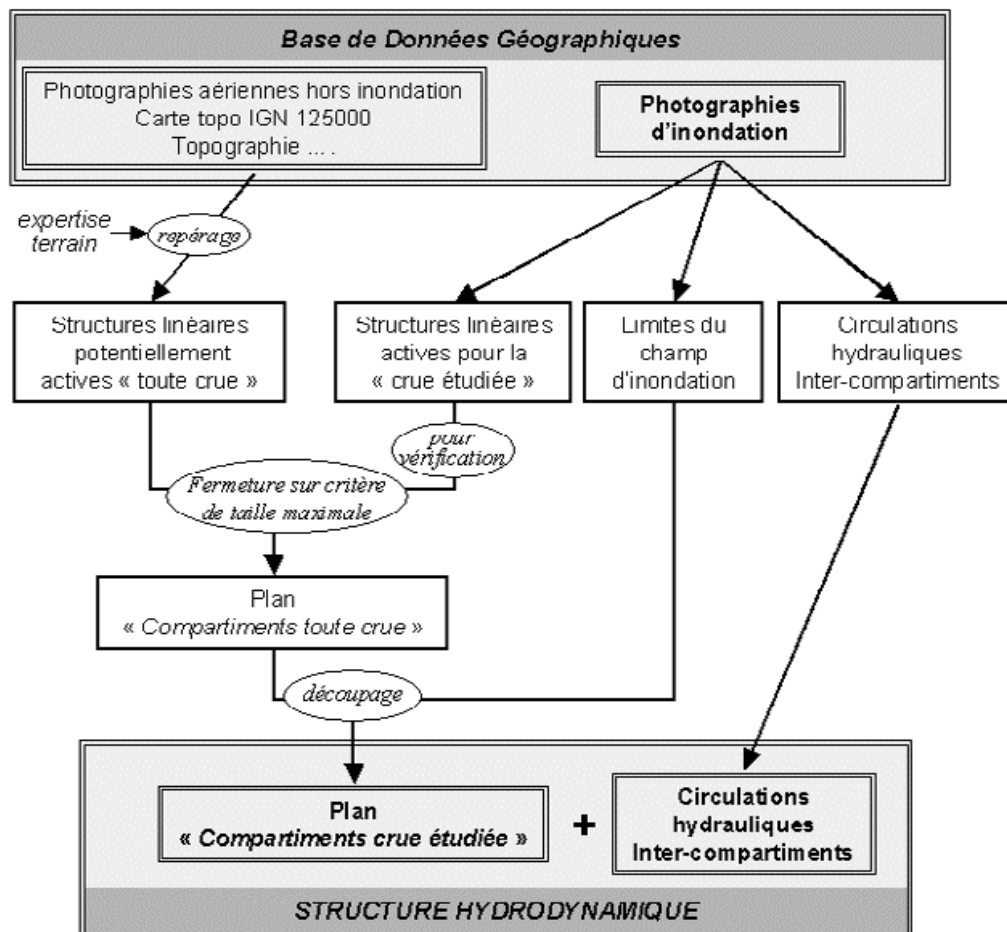 Base de Données Géographiques
Photographies aériennes hors inondation
Carte topo IGN 125000
Topographie ... .
Photographies
d'inondation
expertise
terrain
repérage
Structures linéaires
potentiellement
actives « toute crue »
Structures linéaires
actives pour la
« crue étudiée »
Limites du
champ
d'inondation
Circulations
hydrauliques
Inter-compartiments
pour
vérification
Fermeture sur critère
de taille maximale
Plan
« Compartiments toute crue »
découpage
Plan
« Compartiments crue étudiée »
+
Circulations
hydrauliques
Inter-compartiments
STRUCTURE HYDRODYNAMIQUE